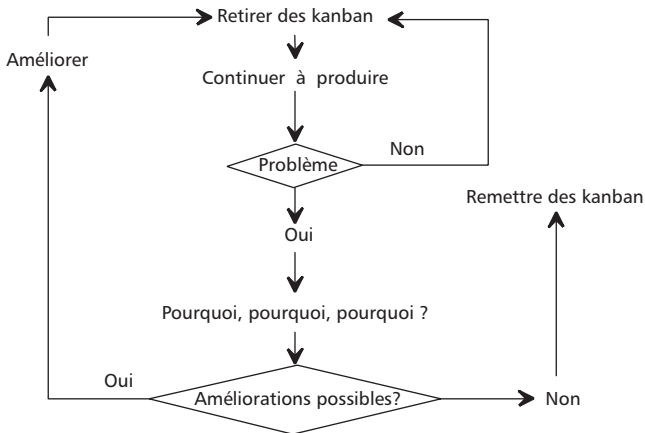 Retirer des kanban
Améliorer
Continuer à produire
Non
Problème
Remettre des kanban
Oui
Pourquoi, pourquoi, pourquoi ?
Oui
Améliorations possibles?
Non